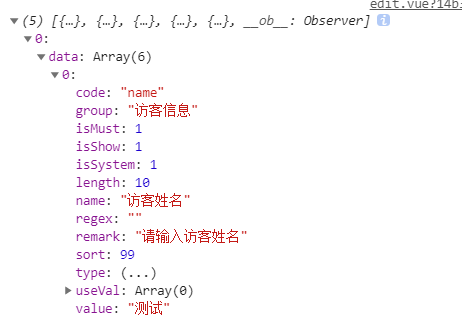 edit.vue?14b
(5) [{…}, {…}, {…}, {…}, {…}, __ob__: Observer] i
0:
data: Array(6)
0:
code: "name"
group: "访客信息"
isMust: 1
isShow: 1
isSystem: 1
length: 10
name: "访客姓名"
regex: ""
remark: "请输入访客姓名"
sort: 99
type: (...)
useVal: Array(0)
value: "测试"